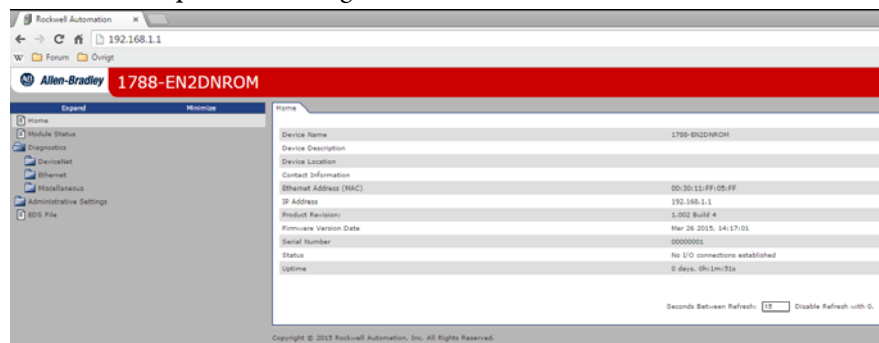 Rockwell Automation
192.168.1.1
Forum Övrigt
Allen-Bradley 1788-EN2DNROM
Expand Minimize
Home
Module Status
Diagnostics
DeviceNet
Ethernet
Miscellaneous
Administrative Settings
EDS File
Home
Device Name 1788-EN2DNROM
Device Description
Device Location
Contact Information
Ethernet Address (MAC) 00:30:11:FF:05:FF
IP Address 192.168.1.1
Product Revision: 1.002 Build 4
Firmware Version Date Mar 26 2015, 14:17:01
Serial Number 00000001
Status No I/O connections established
Uptime 0 days, 0h:1m:51s
Seconds Between Refresh: 15 Disable Refresh with 0.
Copyright © 2015 Rockwell Automation, Inc. All Rights Reserved.